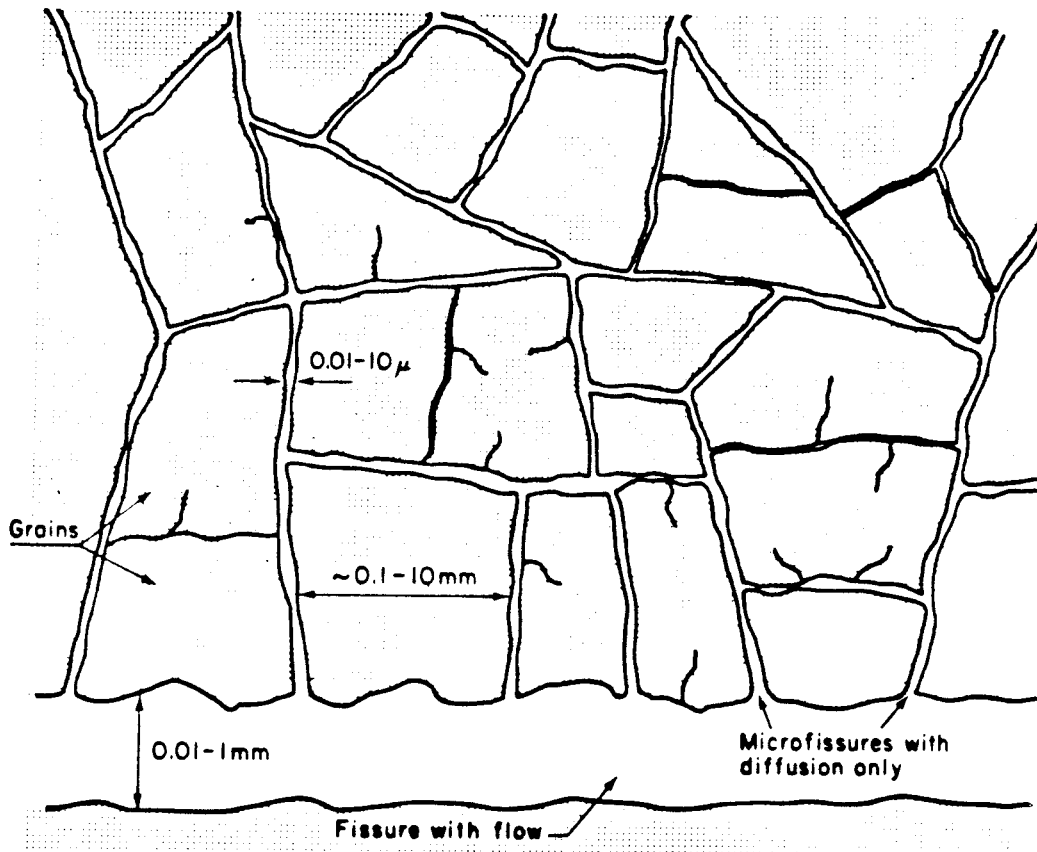 0.01-10μ
Grains
~0.1-10mm
0.01-1mm
Microfissures with
diffusion only
Fissure with flow